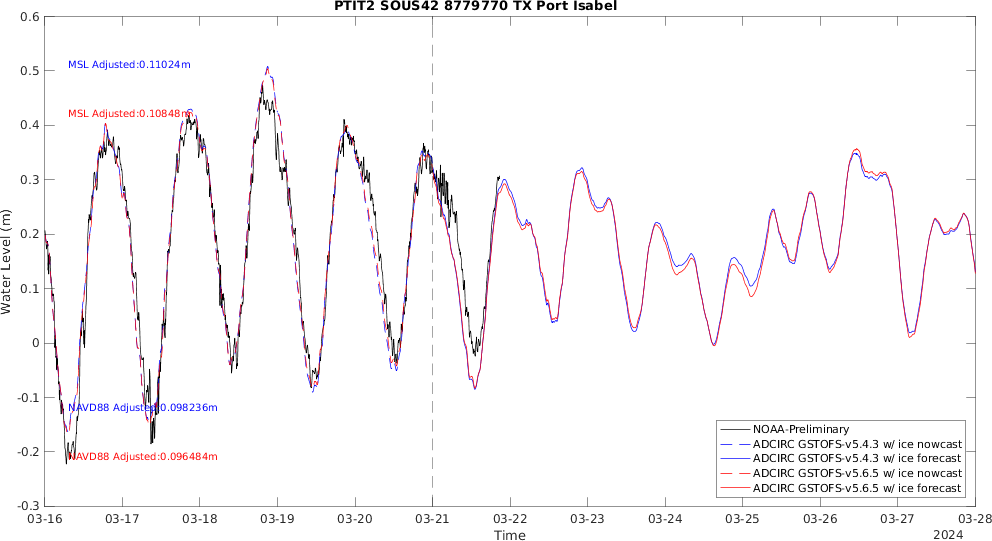 PTIT2 SOUS42 8779770 TX Port Isabel
0.6
0.5
0.4
0.3
0.2
0.1
0
-0.1
-0.2
-0.3
Water Level (m)
MSL Adjusted:0.11024m
MSL Adjusted:0.10848m
NAVD88 Adjusted:0.098236m
NAVD88 Adjusted:0.096484m
NOAA-Preliminary
ADCIRC GSTOFS-v5.4.3 w/ ice nowcast
ADCIRC GSTOFS-v5.4.3 w/ ice forecast
ADCIRC GSTOFS-v5.6.5 w/ ice nowcast
ADCIRC GSTOFS-v5.6.5 w/ ice forecast
03-16 03-17 03-18 03-19 03-20 03-21 03-22 03-23 03-24 03-25 03-26 03-27 03-28
Time
2024